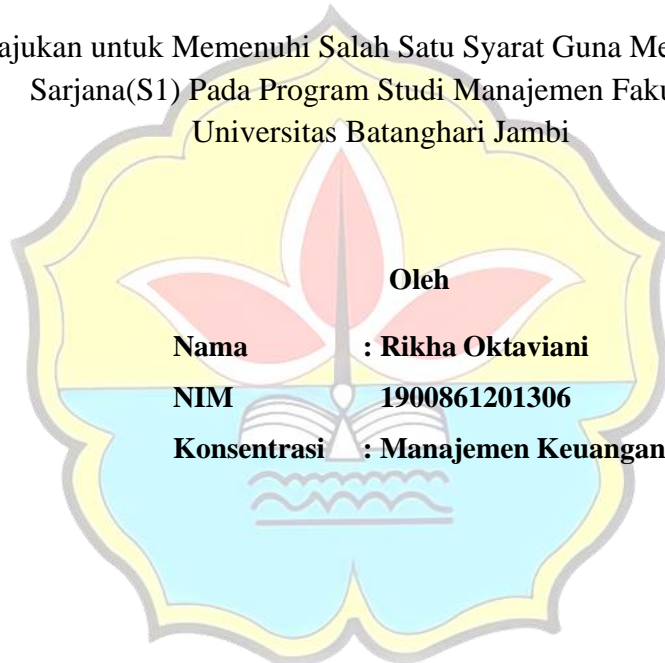 ajukan untuk Memenuhi Salah Satu Syarat Guna Me
Sarjana(S1) Pada Program Studi Manajemen Faku
Universitas Batanghari Jambi
Oleh
Nama : Rikha Oktaviani
NIM 1900861201306
Konsentrasi : Manajemen Keuangan